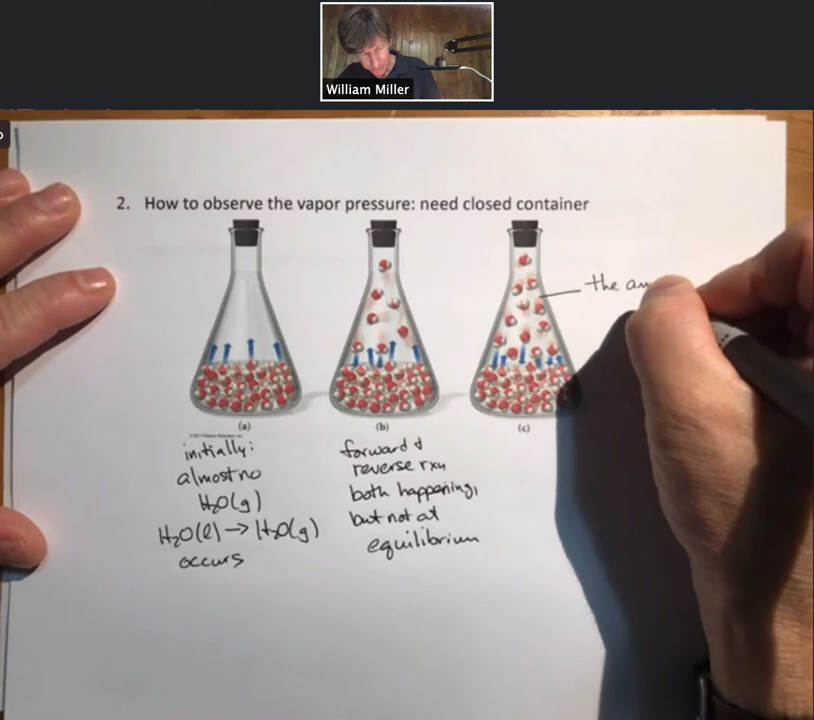 William Miller
2. How to observe the vapor pressure: need closed container
the am
(a)
(b)
(c)
initially:
almost no
H₂O(g)
H₂O(l) → H₂O(g)
occurs
forward &
reverse rxn
both happening,
but not at
equilibrium